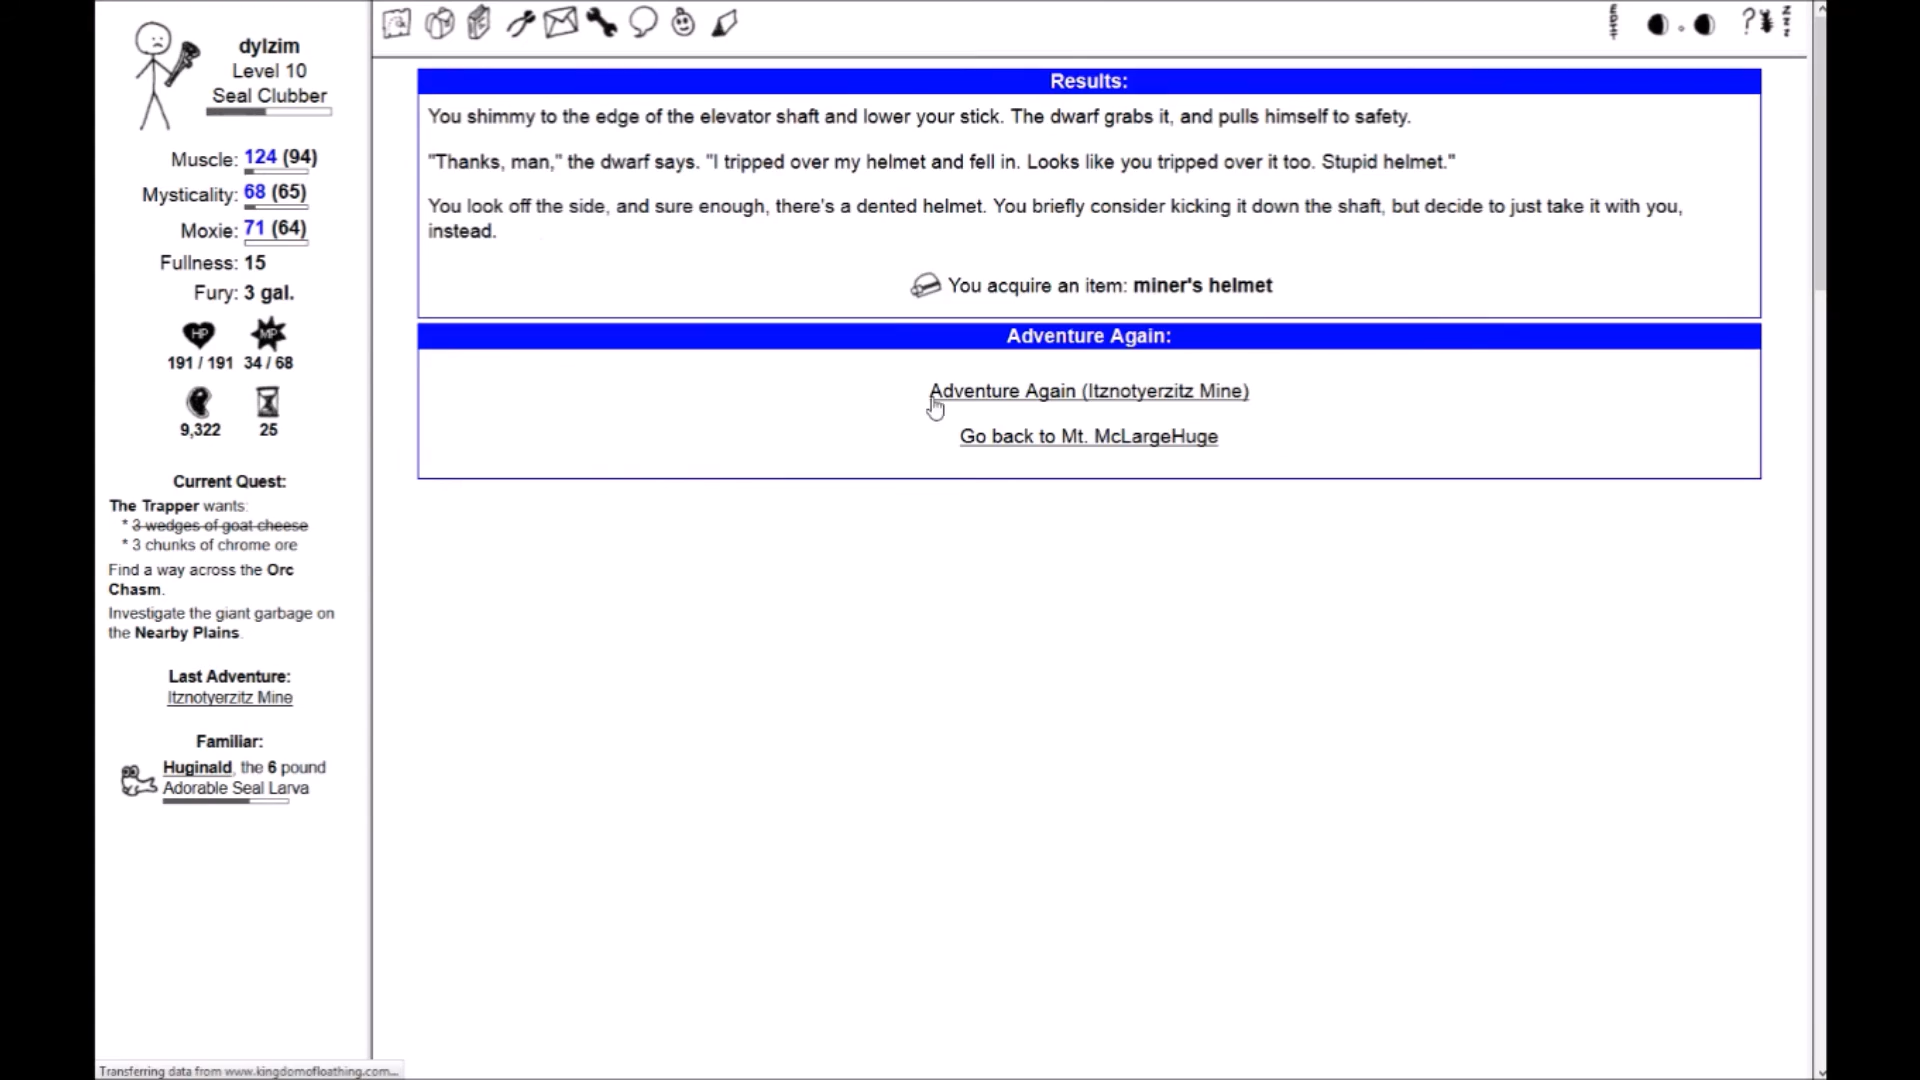 dylzim
Level 10
Seal Clubber
Muscle: 124 (94)
Mysticality: 68 (65)
Moxie: 71 (64)
Fullness: 15
Fury: 3 gal.
HP MP
191 / 191 34 / 68
9,322 25
Current Quest:
The Trapper wants:
* 3 wedges of goat cheese
* 3 chunks of chrome ore
Find a way across the Orc
Chasm.
Investigate the giant garbage on
the Nearby Plains.
Last Adventure:
Itznotyerzitz Mine
Familiar:
Huginald, the 6 pound
Adorable Seal Larva
Transferring data from www.kingdomofloathing.com...
EDIT
?
ZZZ
Results:
You shimmy to the edge of the elevator shaft and lower your stick. The dwarf grabs it, and pulls himself to safety.
"Thanks, man," the dwarf says. "I tripped over my helmet and fell in. Looks like you tripped over it too. Stupid helmet."
You look off the side, and sure enough, there's a dented helmet. You briefly consider kicking it down the shaft, but decide to just take it with you,
instead.
You acquire an item: miner's helmet
Adventure Again:
Adventure Again (Itznotyerzitz Mine)
Go back to Mt. McLargeHuge